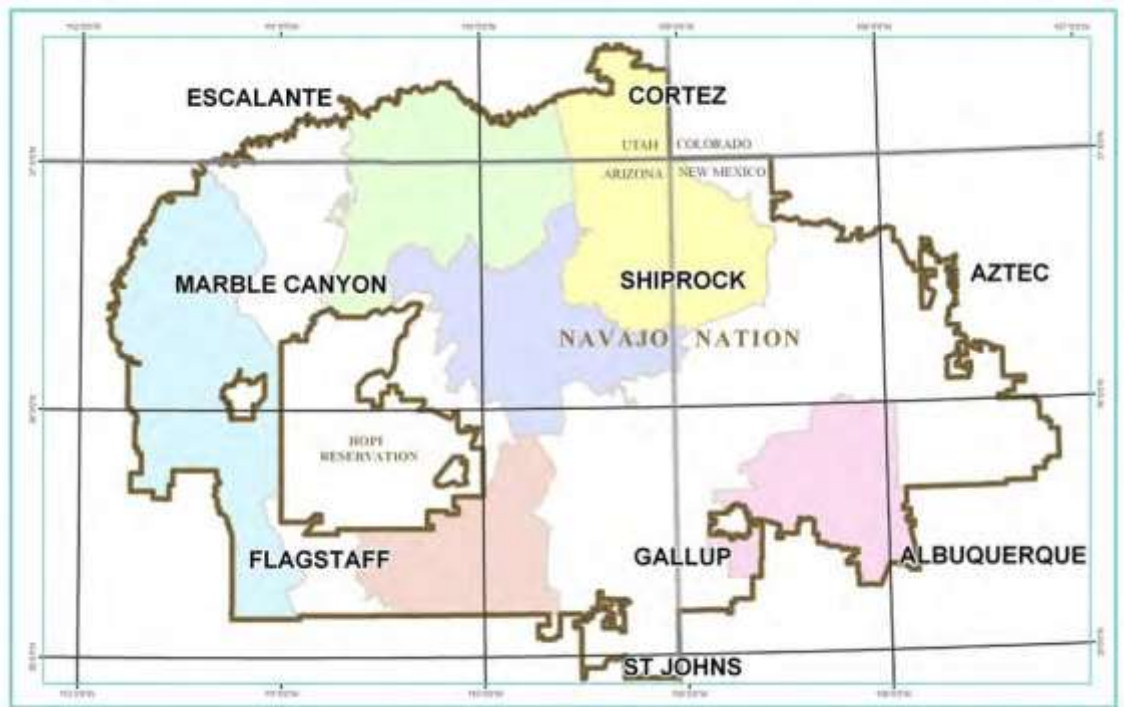 ESCALANTE
CORTEZ
UTAH
COLORADO
ARIZONA
NEW MEXICO
MARBLE CANYON
SHIPROCK
AZTEC
NAVAJO NATION
HOPI
RESERVATION
FLAGSTAFF
GALLUP
ALBUQUERQUE
ST JOHNS